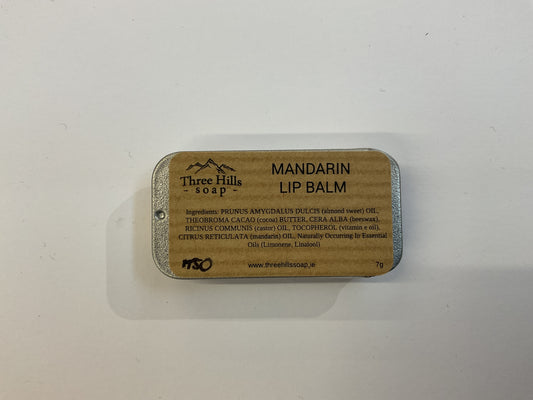 Three Hills
- soap -
MANDARIN
LIP BALM
Ingredients: PRUNUS AMYGDALUS DULCIS (almond sweet) OIL,
THEOBROMA CACAO (cocoa) BUTTER, CERA ALBA (beeswax),
RICINUS COMMUNIS (castor) OIL, TOCOPHEROL (vitamin e oil),
CITRUS RETICULATA (mandarin) OIL, Naturally Occurring In Essential
Oils (Limonene, Linalool)
www.threehillssoap.ie
7g